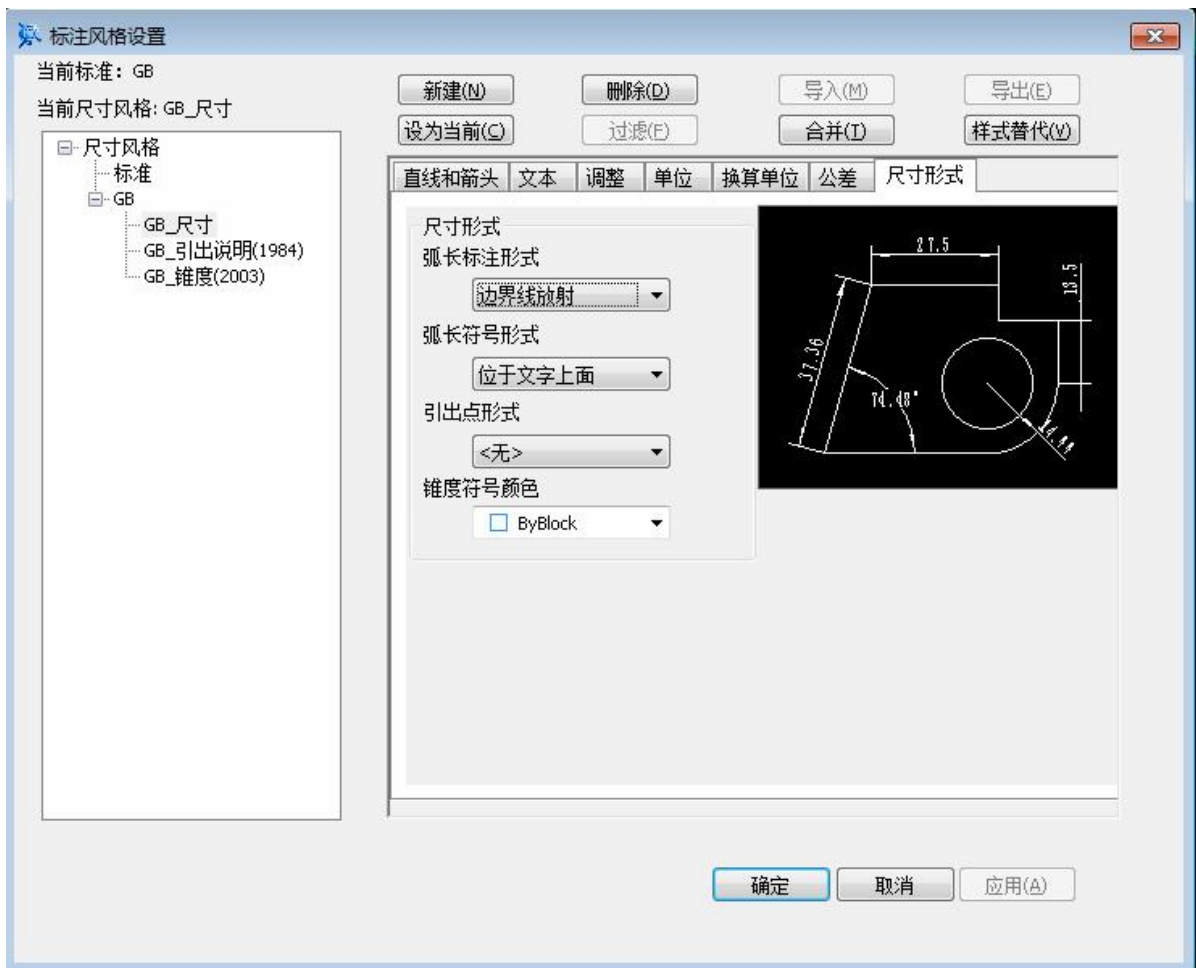 标注风格设置
当前标准: GB
当前尺寸风格: GB_尺寸
新建(N) 删除(D) 导入(M) 导出(E)
设为当前(C) 过滤(F) 合并(T) 样式替代(V)
尺寸风格
标准
GB
GB_尺寸
GB_引出说明(1984)
GB_锥度(2003)
直线和箭头 文本 调整 单位 换算单位 公差 尺寸形式
尺寸形式
弧长标注形式
边界线放射
弧长符号形式
位于文字上面
引出点形式
<无>
锥度符号颜色
ByBlock
27.5
13.5
37.36
74.48°
14.44
确定 取消 应用(A)